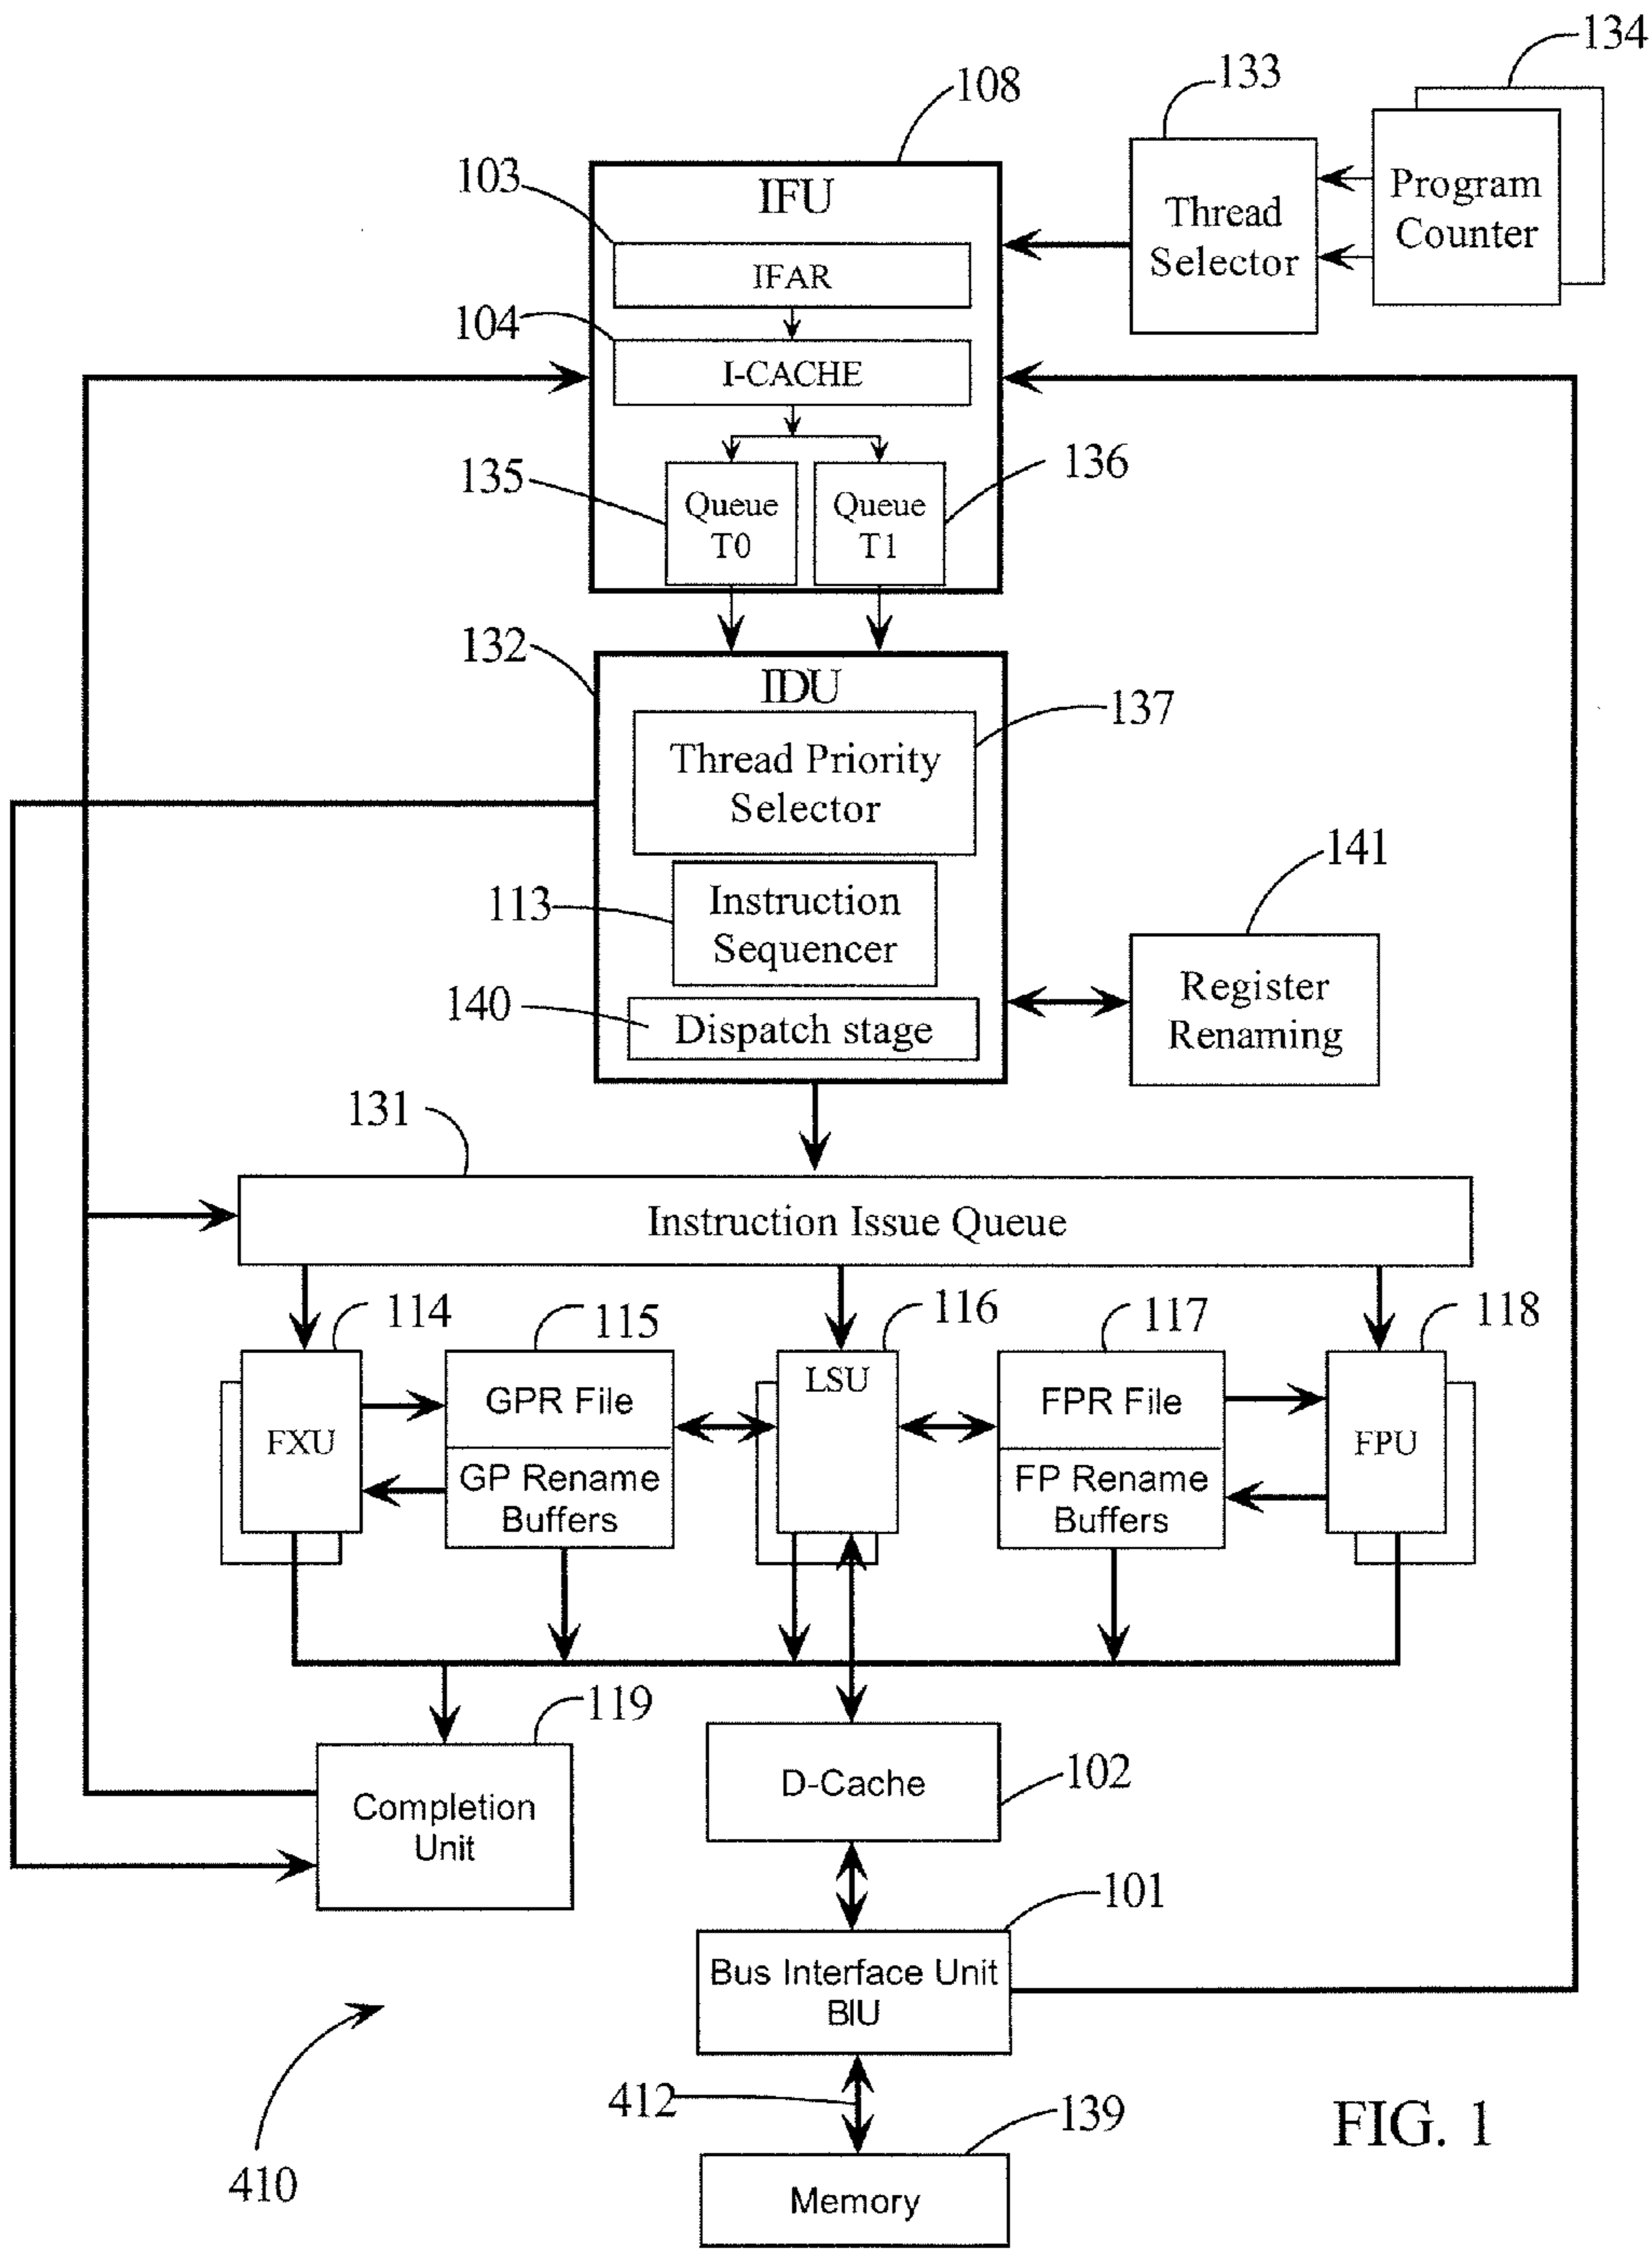 134
133
108
103
IFU
Program
Counter
Thread
Selector
IFAR
104
I-CACHE
135
136
Queue
T0
Queue
T1
132
IDU
137
Thread Priority
Selector
141
113
Instruction
Sequencer
Register
Renaming
140
Dispatch stage
131
Instruction Issue Queue
114
115
116
117
118
FXU
GPR File
GP Rename
Buffers
LSU
FPR File
FP Rename
Buffers
FPU
119
Completion
Unit
D-Cache
102
101
Bus Interface Unit
BIU
412
139
410
Memory
FIG. 1